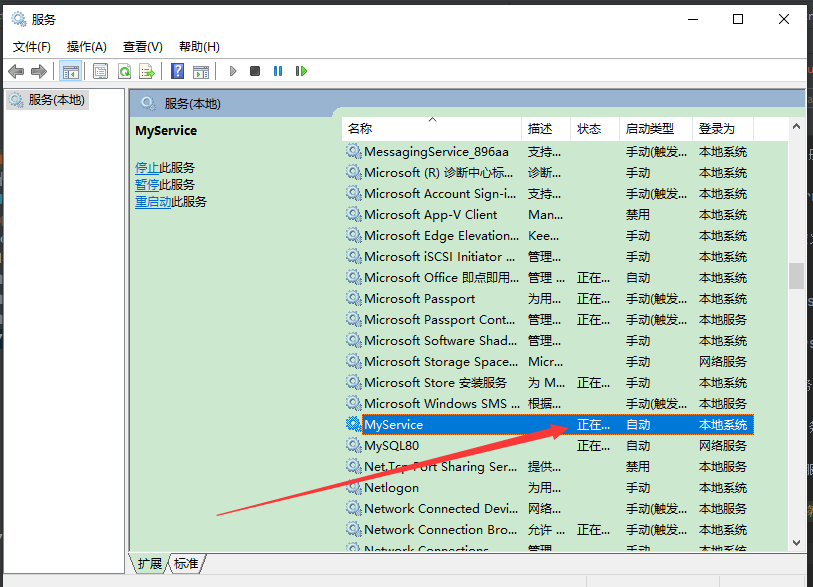 服务
文件(F) 操作(A) 查看(V) 帮助(H)
服务(本地)
服务(本地)
MyService
停止此服务
暂停此服务
重启动此服务
名称 描述 状态 启动类型 登录为
MessagingService_896aa 支持... 手动(触发... 本地系统
Microsoft (R) 诊断中心标... 诊断... 手动 本地系统
Microsoft Account Sign-i... 支持... 手动(触发... 本地系统
Microsoft App-V Client Man... 禁用 本地系统
Microsoft Edge Elevation... Kee... 手动 本地系统
Microsoft iSCSI Initiator ... 管理... 手动 本地系统
Microsoft Office 即点即用... 管理 ... 正在... 自动 本地系统
Microsoft Passport 为用... 正在... 手动(触发... 本地系统
Microsoft Passport Cont... 管理... 正在... 手动(触发... 本地服务
Microsoft Software Shad... 管理... 手动 本地系统
Microsoft Storage Space... Micr... 手动 网络服务
Microsoft Store 安装服务 为 M... 正在... 手动 本地系统
Microsoft Windows SMS ... 根据... 手动(触发... 本地服务
MyService 正在... 自动 本地系统
MySQL80 正在... 自动 网络服务
Net.Tcp Port Sharing Ser... 提供... 禁用 本地服务
Netlogon 为用... 手动 本地系统
Network Connected Devi... 网络... 手动(触发... 本地服务
Network Connection Bro... 允许 ... 正在... 手动(触发... 本地系统
Network Connections 管理... 手动 本地系统
扩展 标准